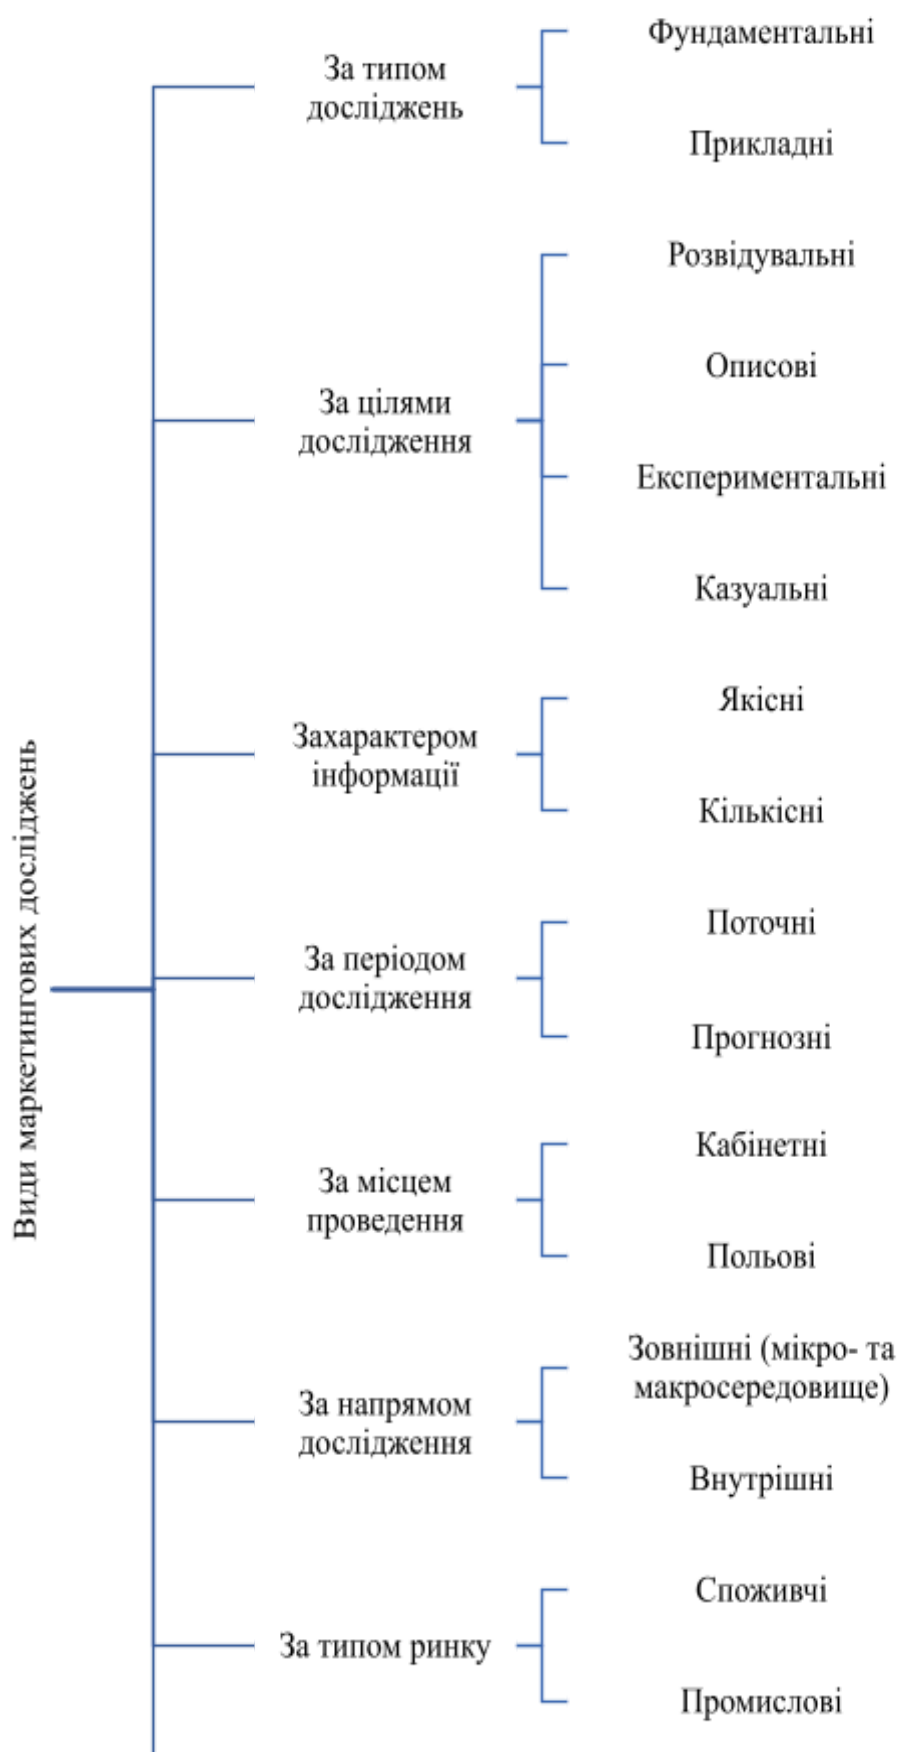 Види маркетингових досліджень
За типом
досліджень
Фундаментальні
Прикладні
За цілями
дослідження
Розвідувальні
Описові
Експериментальні
Казуальні
Захарактером
інформації
Якісні
Кількісні
За періодом
дослідження
Поточні
Прогнозні
За місцем
проведення
Кабінетні
Польові
За напрямом
дослідження
Зовнішні (мікро- та
макросередовище)
Внутрішні
За типом ринку
Споживчі
Промислові